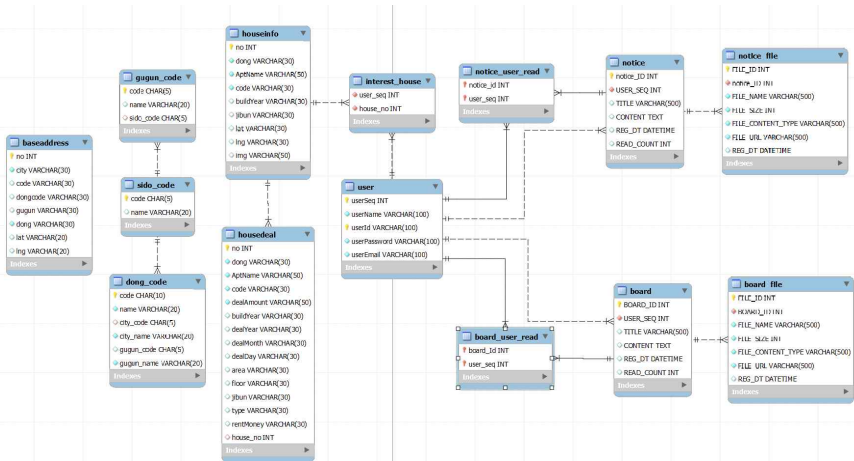 baseaddress
no INT
city VARCHAR(30)
code VARCHAR(30)
dongcode VARCHAR(30)
gugun VARCHAR(30)
dong VARCHAR(30)
lat VARCHAR(20)
lng VARCHAR(20)
Indexes
gugun_code
code CHAR(5)
name VARCHAR(20)
sido_code CHAR(5)
Indexes
sido_code
code CHAR(5)
name VARCHAR(20)
Indexes
dong_code
code CHAR(10)
name VARCHAR(20)
city_code CHAR(5)
city_name VARCHAR(20)
gugun_code CHAR(5)
gugun_name VARCHAR(20)
Indexes
houseinfo
no INT
dong VARCHAR(30)
AptName VARCHAR(50)
code VARCHAR(30)
buildYear VARCHAR(30)
jibun VARCHAR(30)
lat VARCHAR(30)
lng VARCHAR(30)
img VARCHAR(50)
Indexes
housedeal
no INT
dong VARCHAR(30)
AptName VARCHAR(50)
code VARCHAR(30)
dealAmount VARCHAR(50)
buildYear VARCHAR(30)
dealYear VARCHAR(30)
dealMonth VARCHAR(30)
dealDay VARCHAR(30)
area VARCHAR(30)
floor VARCHAR(30)
jibun VARCHAR(30)
type VARCHAR(30)
rentMoney VARCHAR(30)
house_no INT
Indexes
interest_house
user_seq INT
house_no INT
Indexes
user
userSeq INT
userName VARCHAR(100)
userId VARCHAR(100)
userPassword VARCHAR(100)
userEmail VARCHAR(100)
Indexes
notice_user_read
notice_id INT
user_seq INT
Indexes
board_user_read
board_Id INT
user_seq INT
Indexes
notice
notice_ID INT
USER_SEQ INT
TITLE VARCHAR(500)
CONTENT TEXT
REG_DT DATETIME
READ_COUNT INT
Indexes
board
BOARD_ID INT
USER_SEQ INT
TITLE VARCHAR(500)
CONTENT TEXT
REG_DT DATETIME
READ_COUNT INT
Indexes
notice_file
FILE_ID INT
notice_ID INT
FILE_NAME VARCHAR(500)
FILE_SIZE INT
FILE_CONTENT_TYPE VARCHAR(500)
FILE_URL VARCHAR(500)
REG_DT DATETIME
Indexes
board_file
FILE_ID INT
BOARD_ID INT
FILE_NAME VARCHAR(500)
FILE_SIZE INT
FILE_CONTENT_TYPE VARCHAR(500)
FILE_URL VARCHAR(500)
REG_DT DATETIME
Indexes